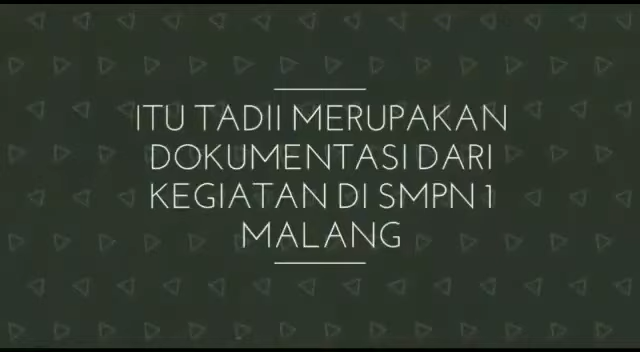 ITU TADII MERUPAKAN
DOKUMENTASI DARI
KEGIATAN DI SMPN 1
MALANG